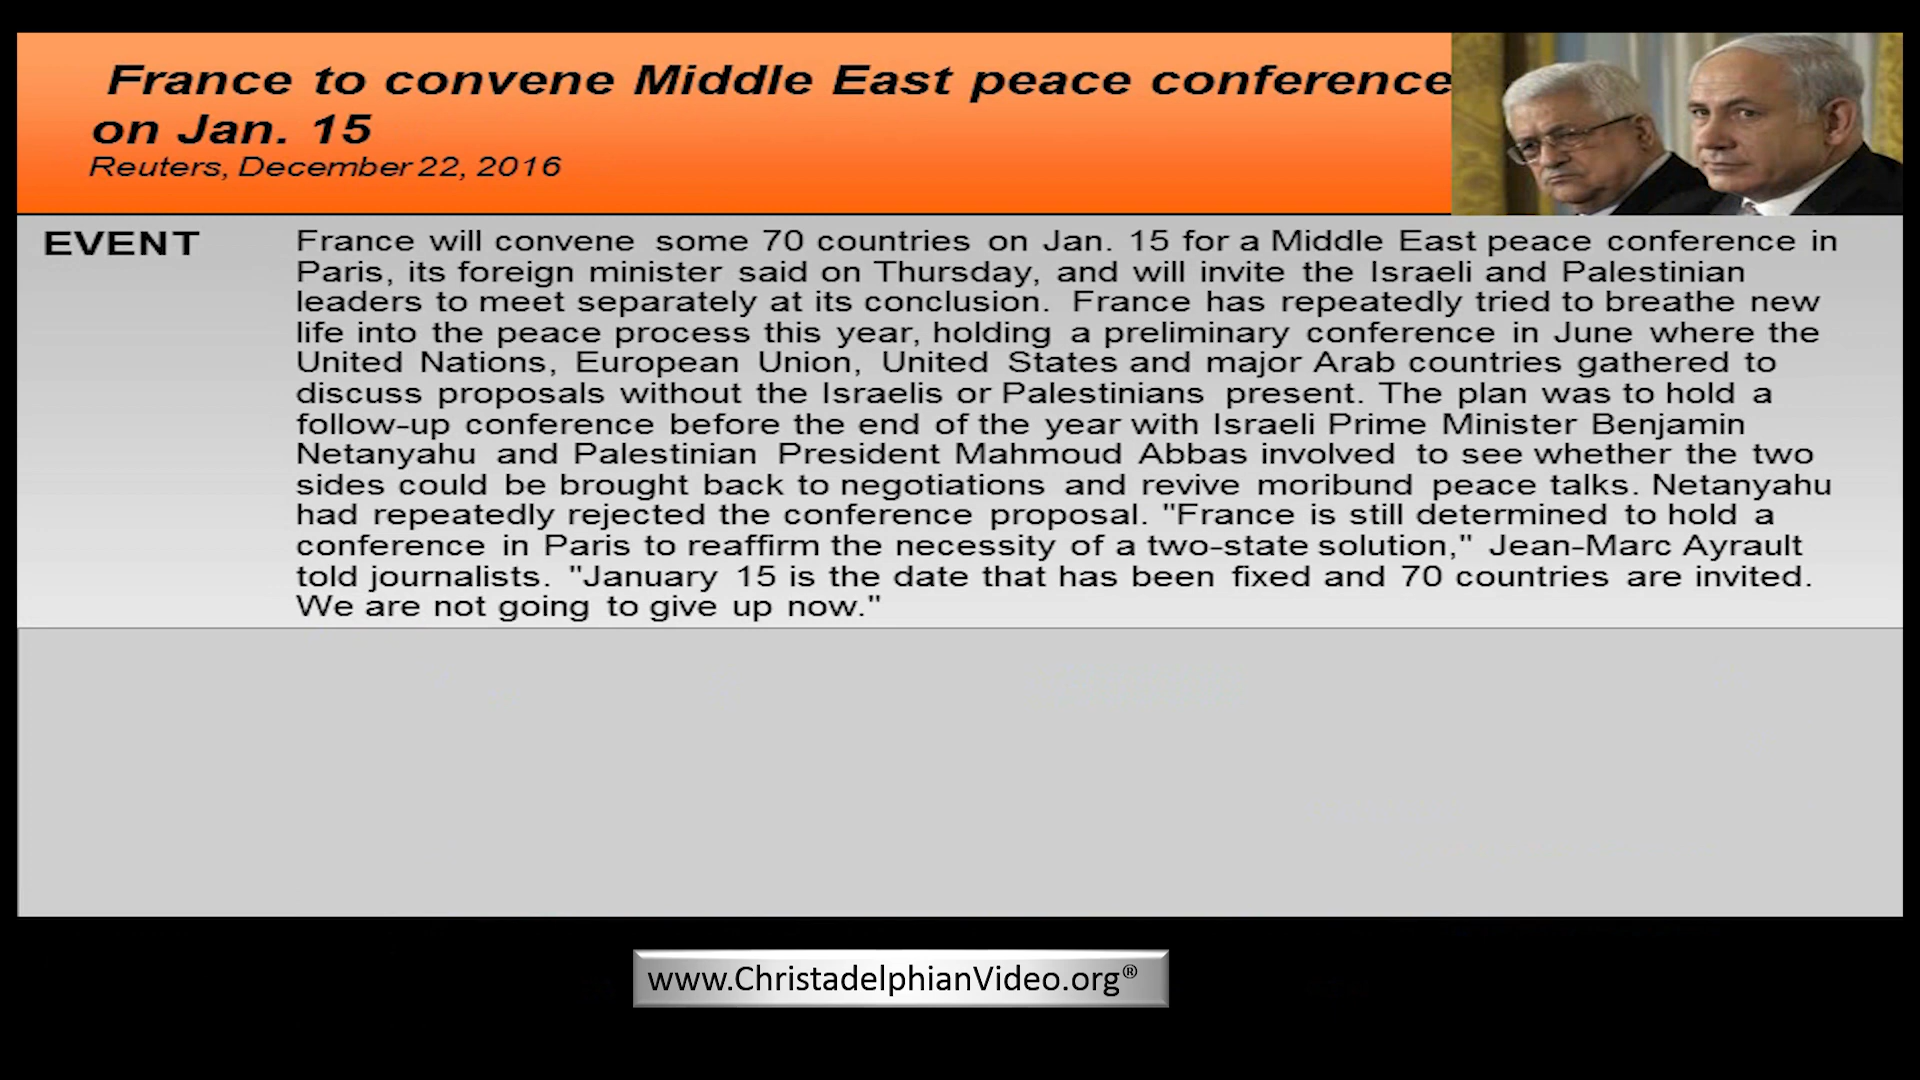 France to convene Middle East peace conference
on Jan. 15
Reuters, December 22, 2016
EVENT
France will convene some 70 countries on Jan. 15 for a Middle East peace conference in
Paris, its foreign minister said on Thursday, and will invite the Israeli and Palestinian
leaders to meet separately at its conclusion. France has repeatedly tried to breathe new
life into the peace process this year, holding a preliminary conference in June where the
United Nations, European Union, United States and major Arab countries gathered to
discuss proposals without the Israelis or Palestinians present. The plan was to hold a
follow-up conference before the end of the year with Israeli Prime Minister Benjamin
Netanyahu and Palestinian President Mahmoud Abbas involved to see whether the two
sides could be brought back to negotiations and revive moribund peace talks. Netanyahu
had repeatedly rejected the conference proposal. "France is still determined to hold a
conference in Paris to reaffirm the necessity of a two-state solution," Jean-Marc Ayrault
told journalists. "January 15 is the date that has been fixed and 70 countries are invited.
We are not going to give up now."
www.ChristadelphianVideo.org®